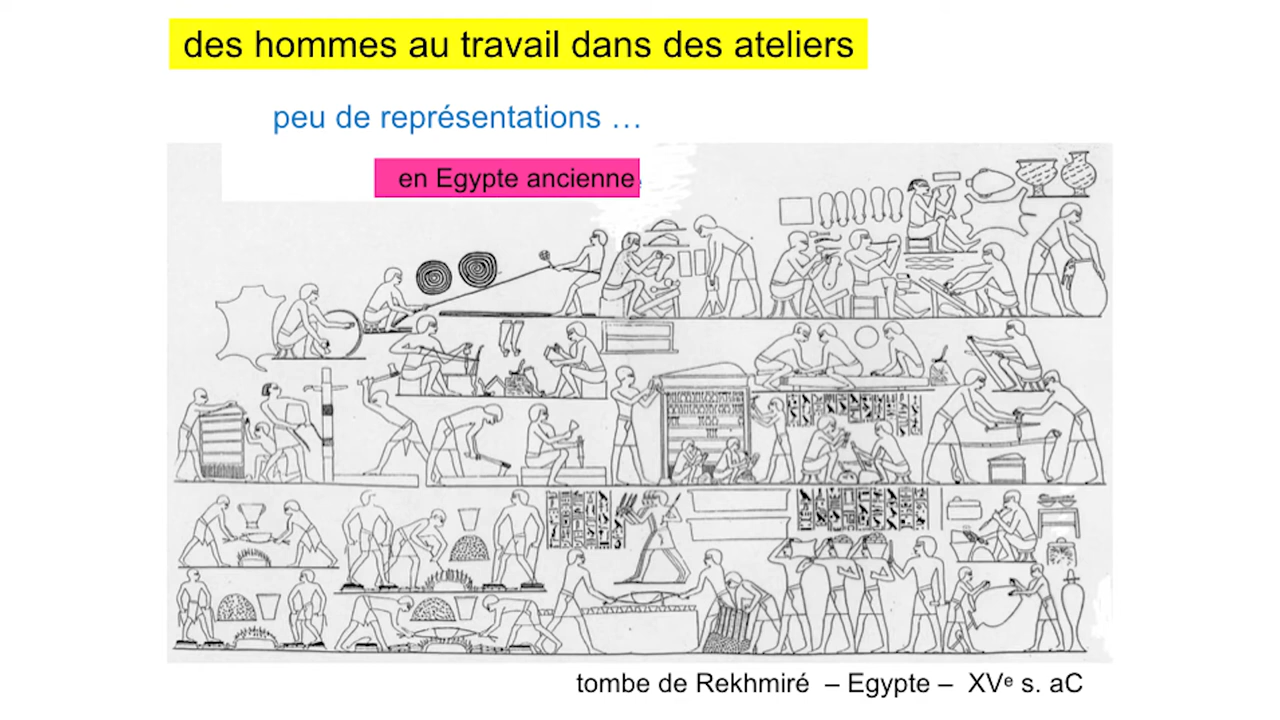 des hommes au travail dans des ateliers
peu de représentations …
en Egypte ancienne
tombe de Rekhmiré – Egypte – XVᵉ s. aC